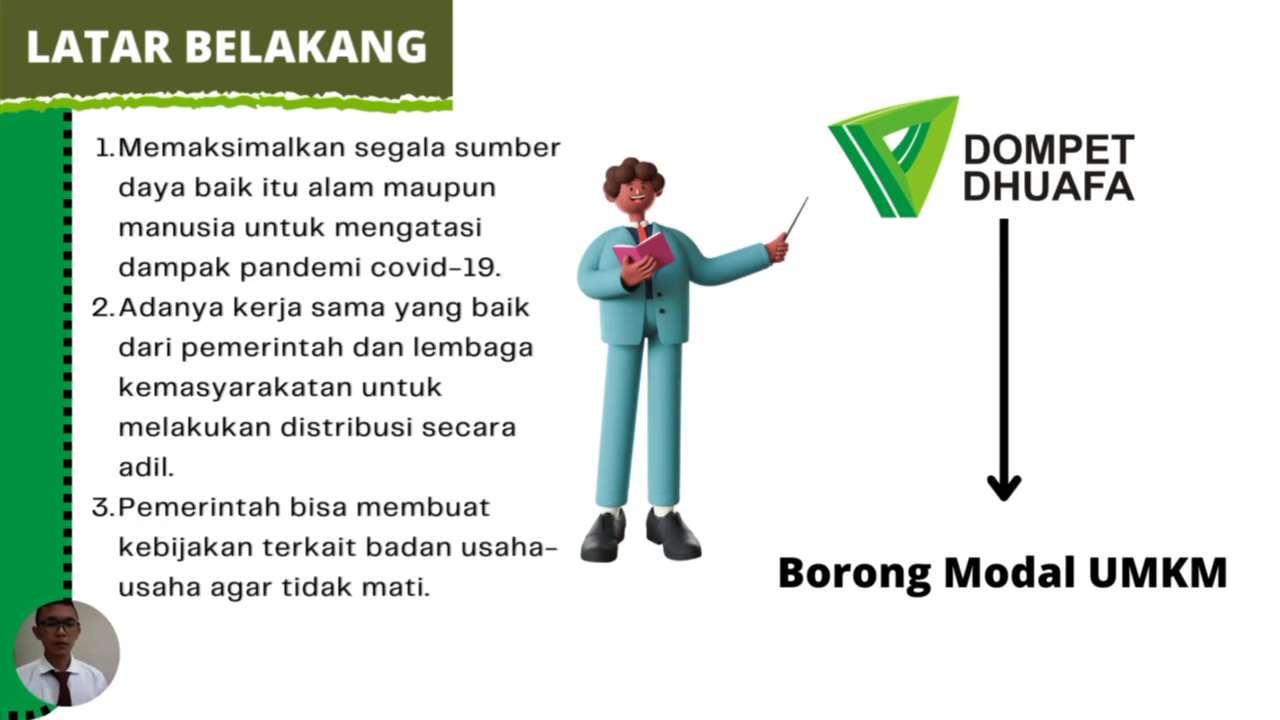 LATAR BELAKANG
1. Memaksimalkan segala sumber
daya baik itu alam maupun
manusia untuk mengatasi
dampak pandemi covid-19.
2. Adanya kerja sama yang baik
dari pemerintah dan lembaga
kemasyarakatan untuk
melakukan distribusi secara
adil.
3. Pemerintah bisa membuat
kebijakan terkait badan usaha-
usaha agar tidak mati.
DOMPET
DHUAFA
Borong Modal UMKM